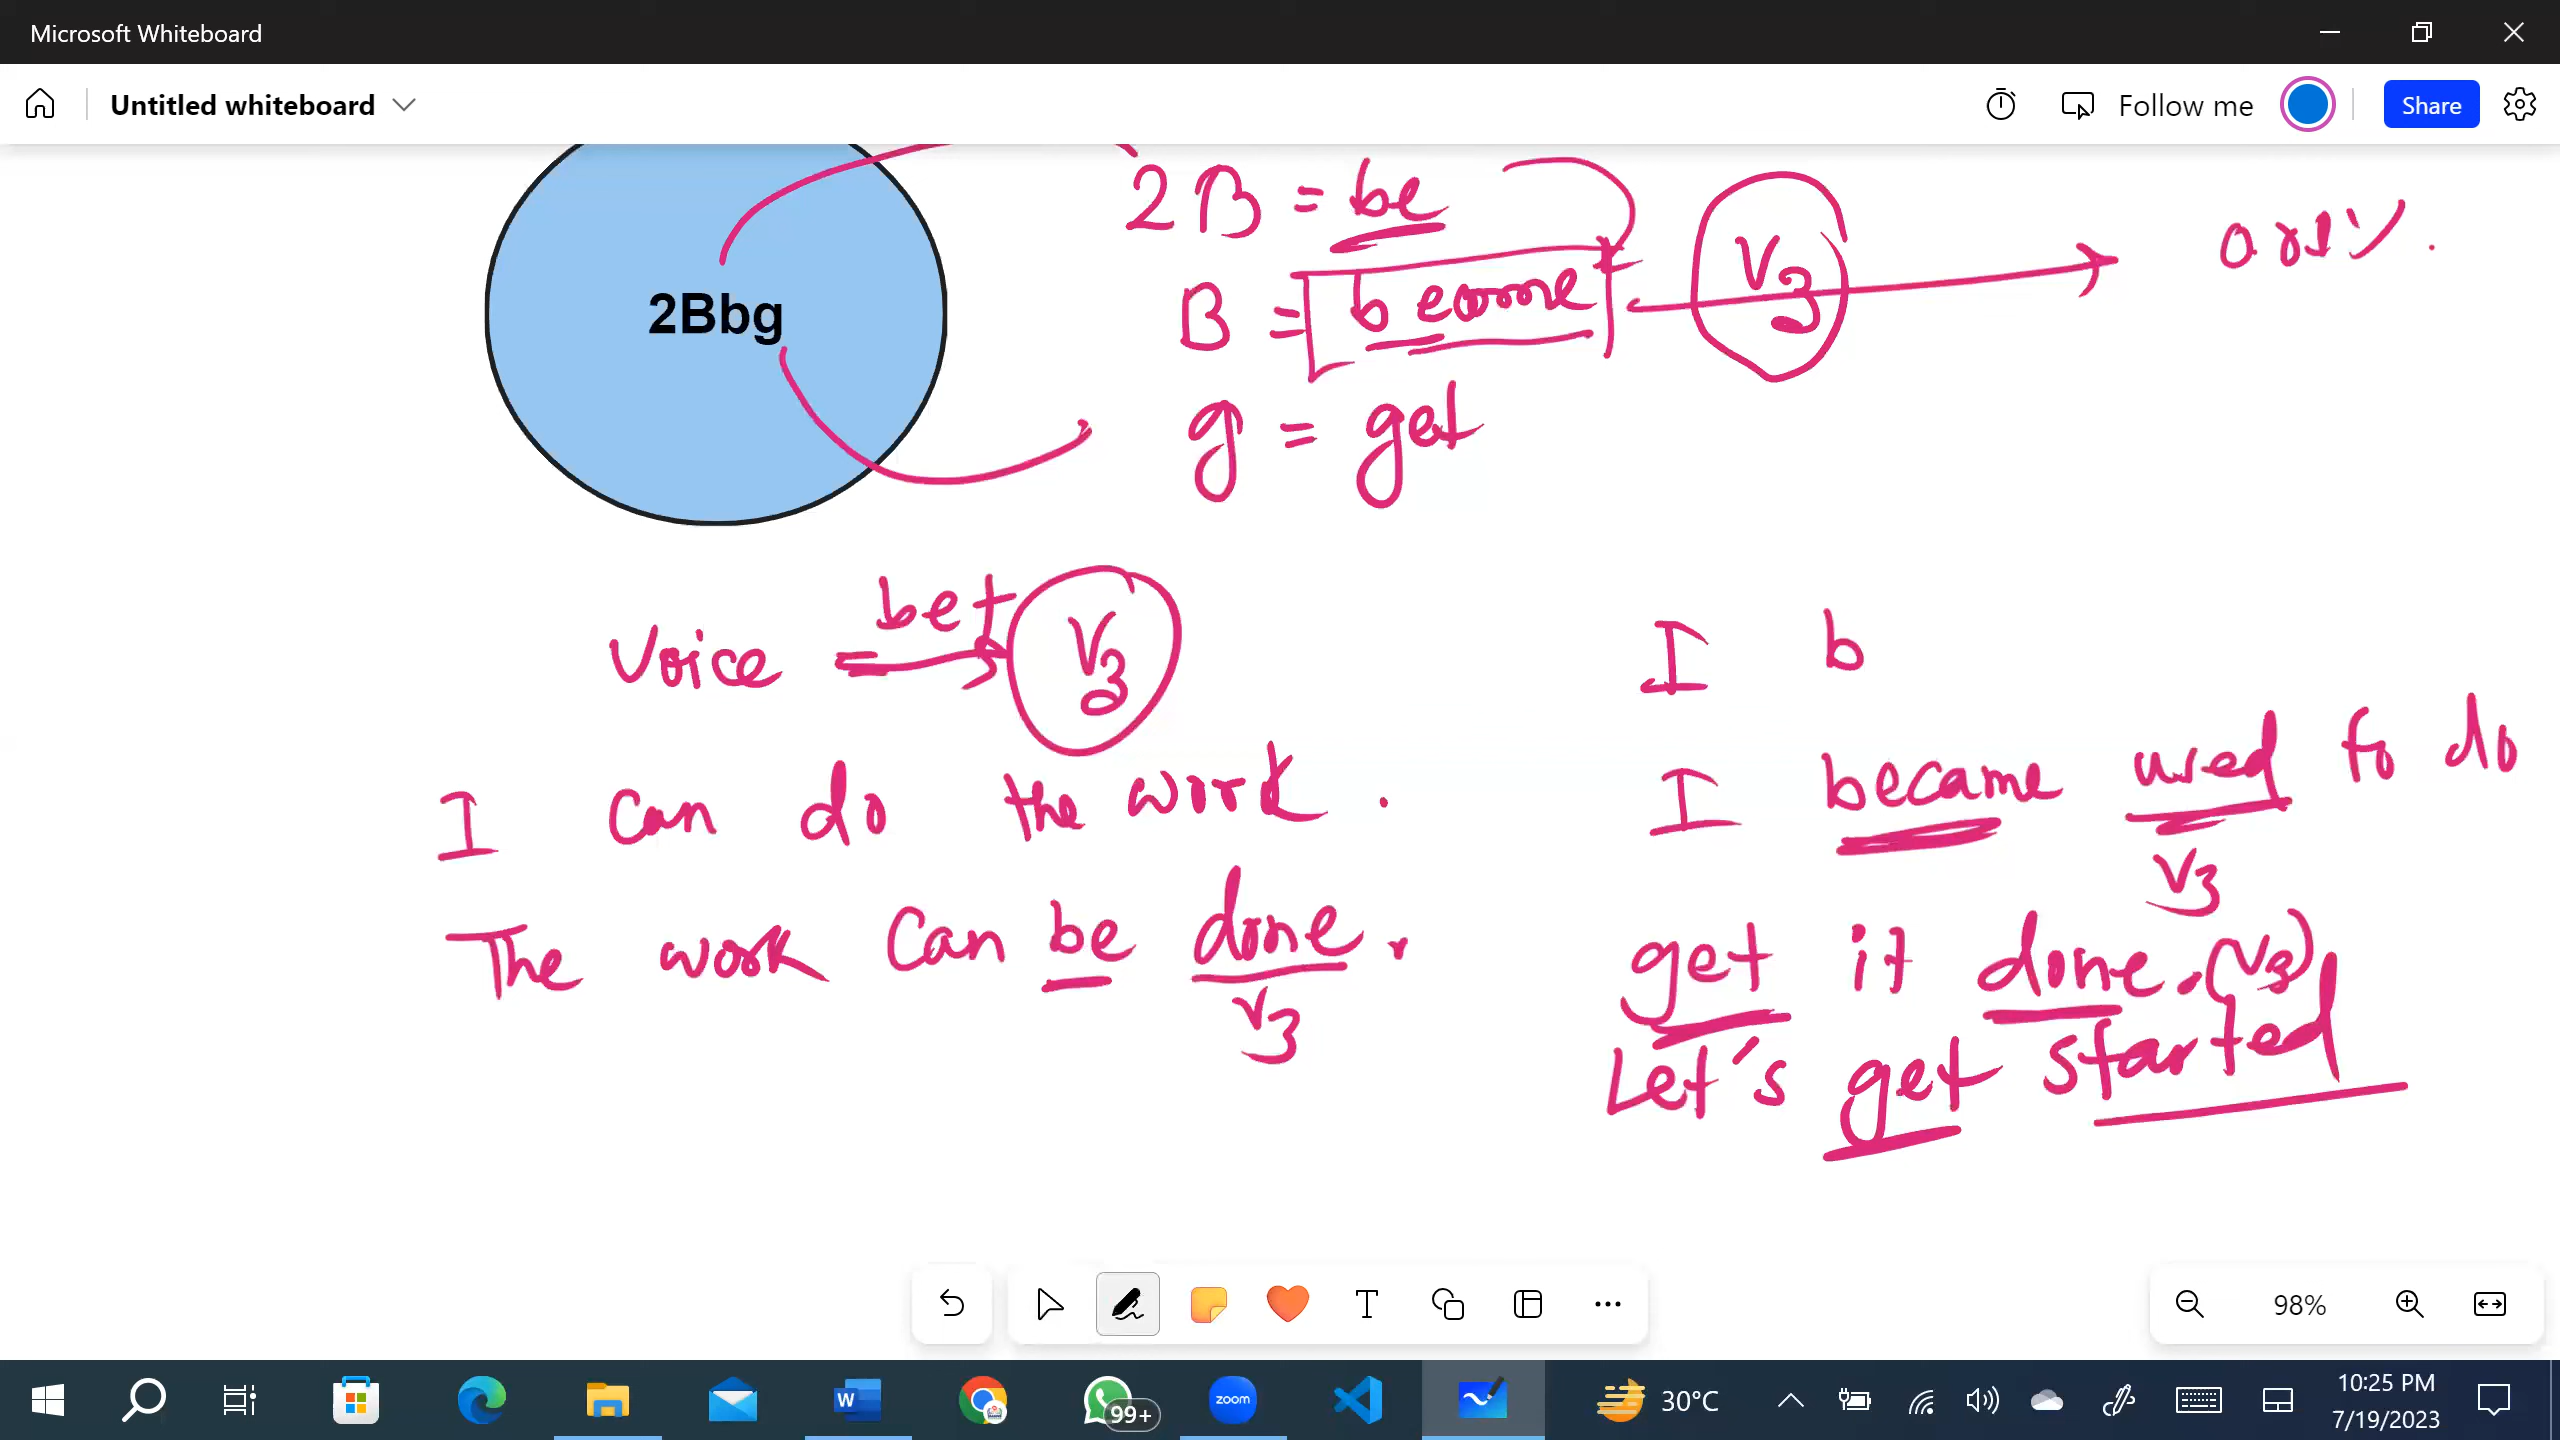 Microsoft Whiteboard
Untitled whiteboard
Follow me
Share
2Bbg
2B = be
B = become
V3
g = get
Voice = be + V3
I can do the work.
The work can be done.
V3
I b
I became used to do
V3
get it done. (V3)
Let's get started
98%
W
99+
zoom
30°C
10:25 PM
7/19/2023